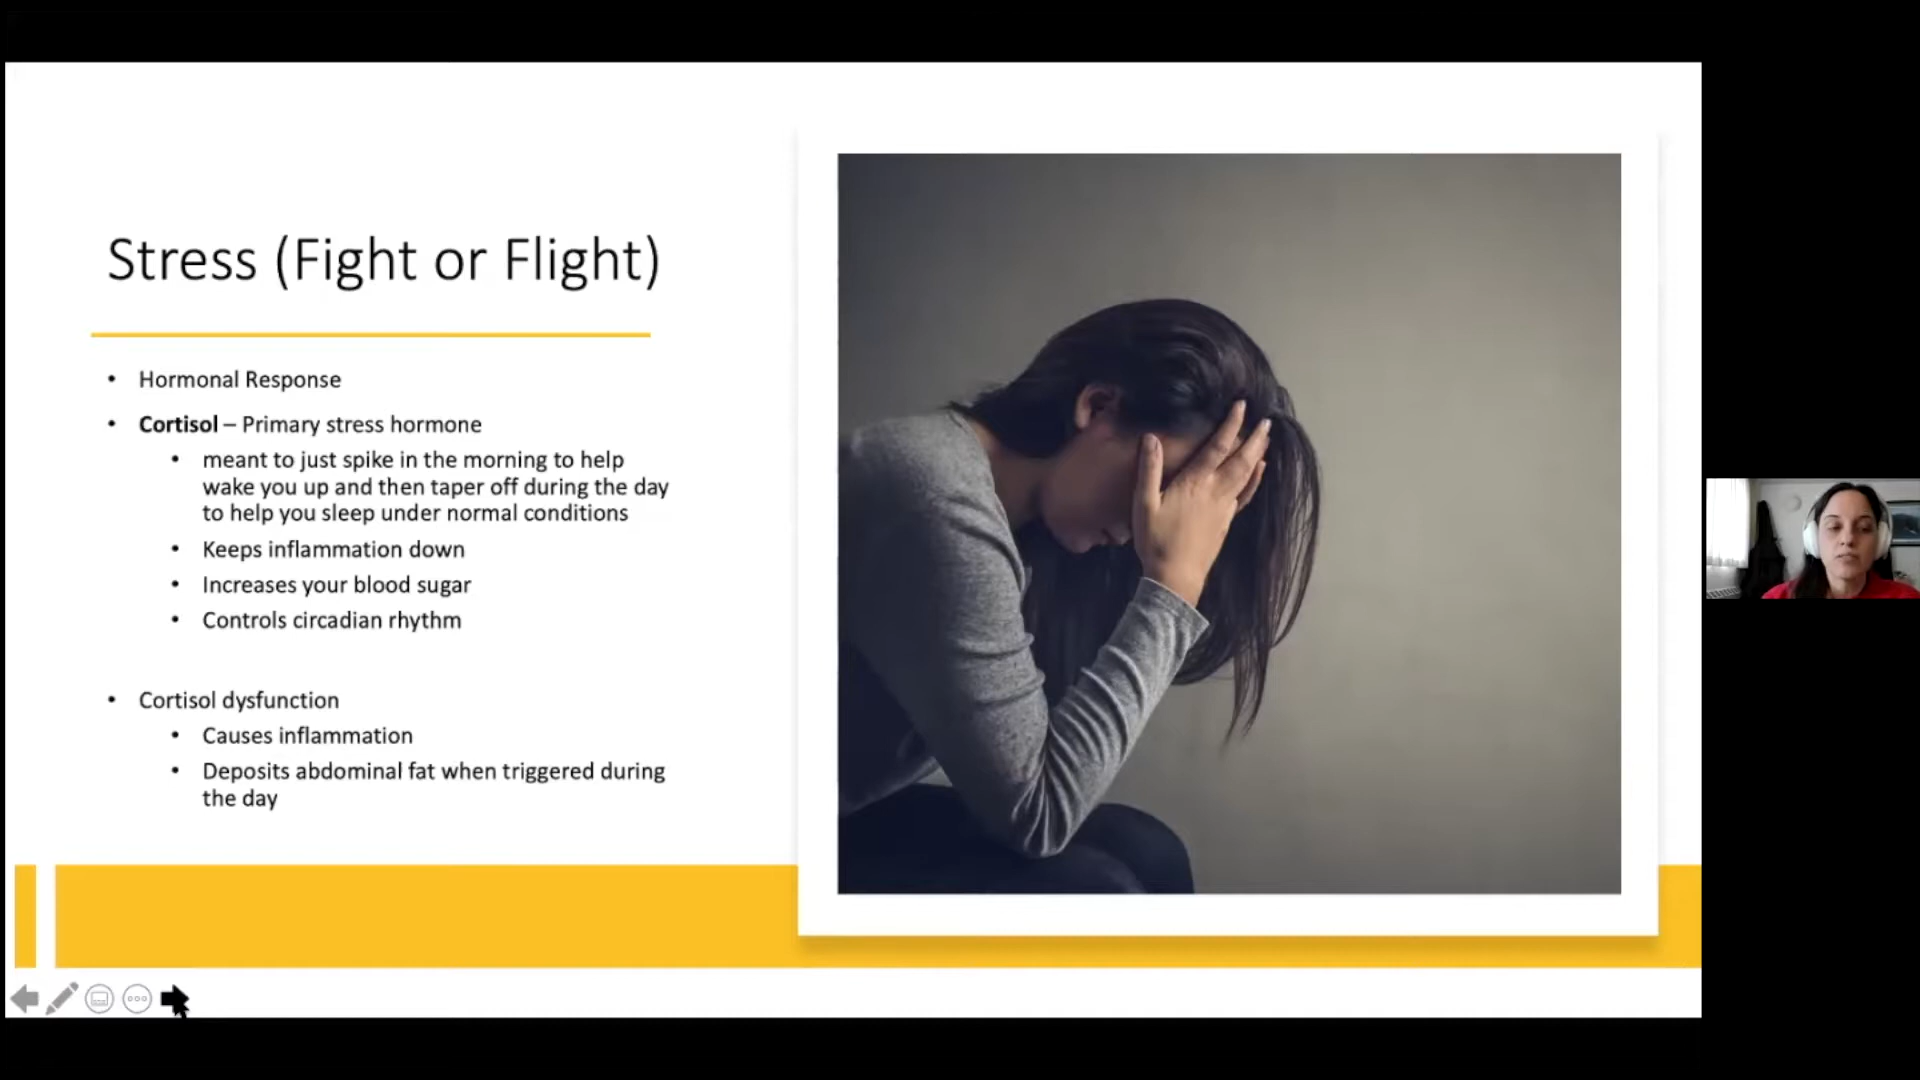 Stress (Fight or Flight)
• Hormonal Response
• Cortisol – Primary stress hormone
• meant to just spike in the morning to help
wake you up and then taper off during the day
to help you sleep under normal conditions
• Keeps inflammation down
• Increases your blood sugar
• Controls circadian rhythm
• Cortisol dysfunction
• Causes inflammation
• Deposits abdominal fat when triggered during
the day